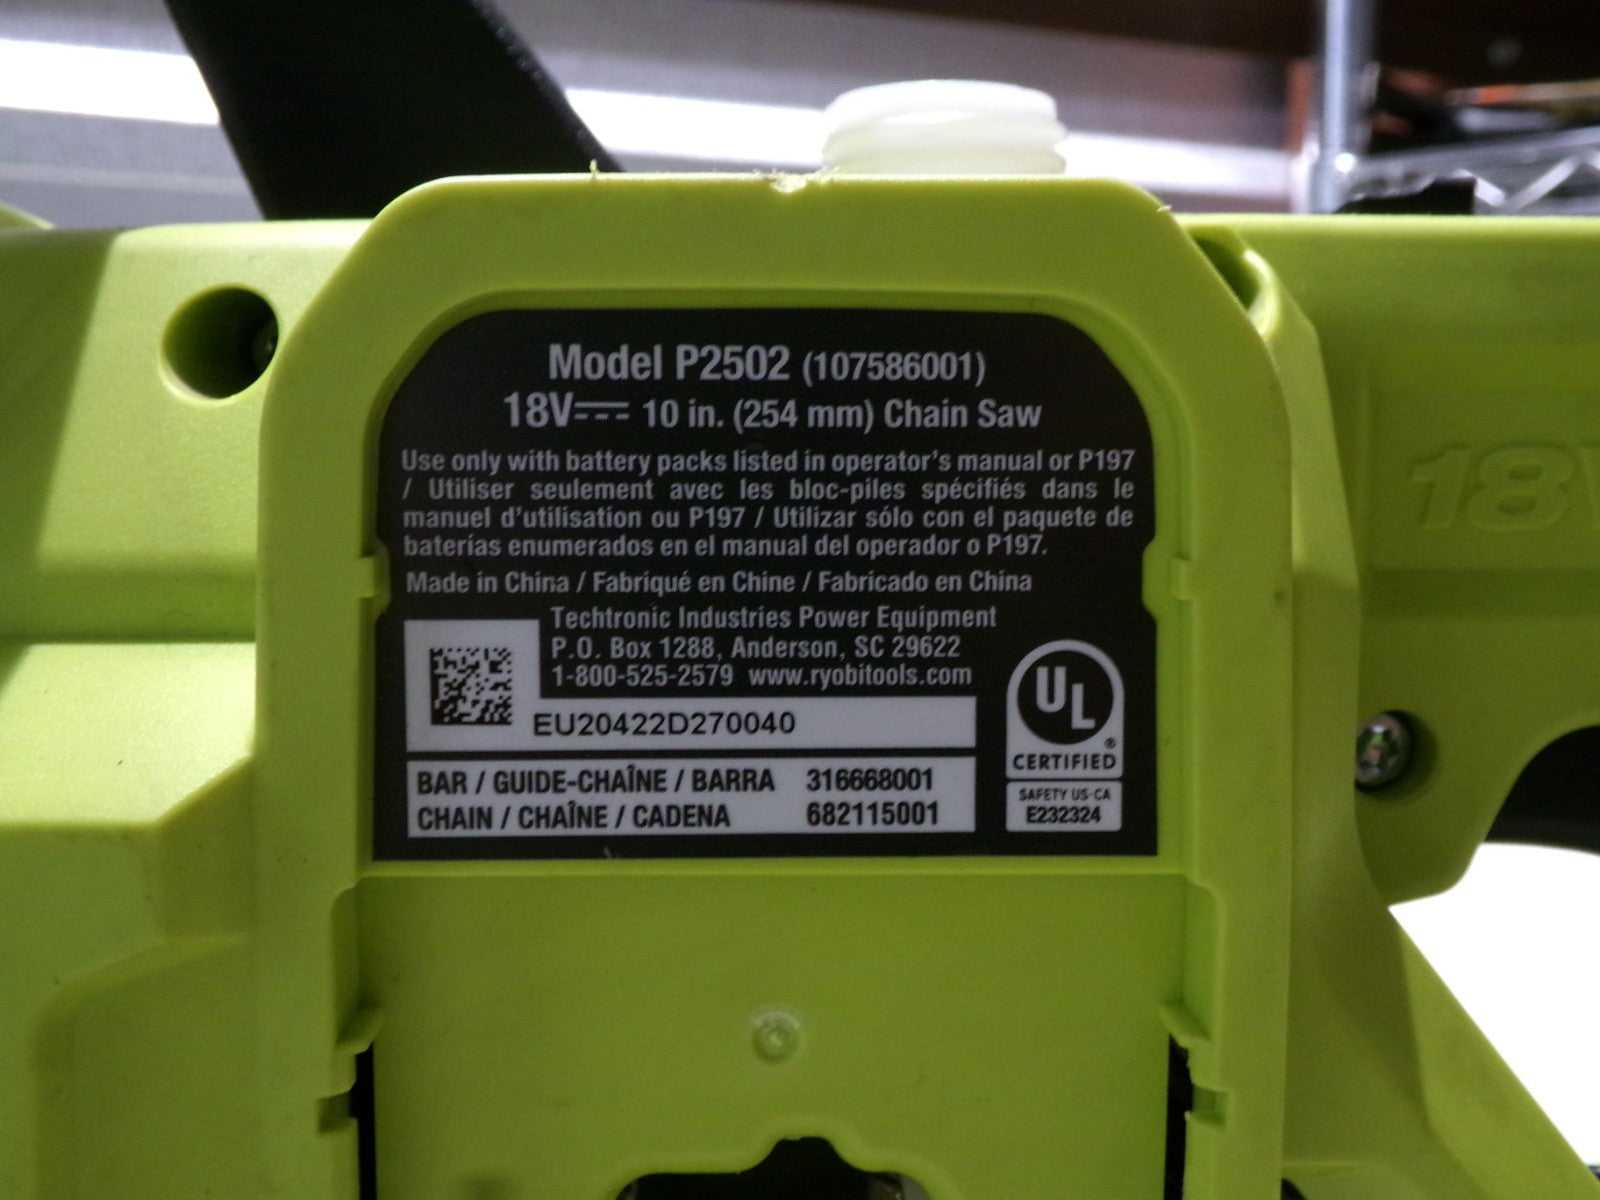 Model P2502 (107586001)
18V⎓ 10 in. (254 mm) Chain Saw
Use only with battery packs listed in operator's manual or P197
/ Utiliser seulement avec les bloc-piles spécifiés dans le
manuel d'utilisation ou P197 / Utilizar sólo con el paquete de
baterías enumerados en el manual del operador o P197.
Made in China / Fabriqué en Chine / Fabricado en China
Techtronic Industries Power Equipment
P.O. Box 1288, Anderson, SC 29622
1-800-525-2579 www.ryobitools.com
EU20422D270040
BAR / GUIDE-CHAÎNE / BARRA 316668001
CHAIN / CHAÎNE / CADENA 682115001
UL
®
CERTIFIED
SAFETY US-CA
E232324
18V